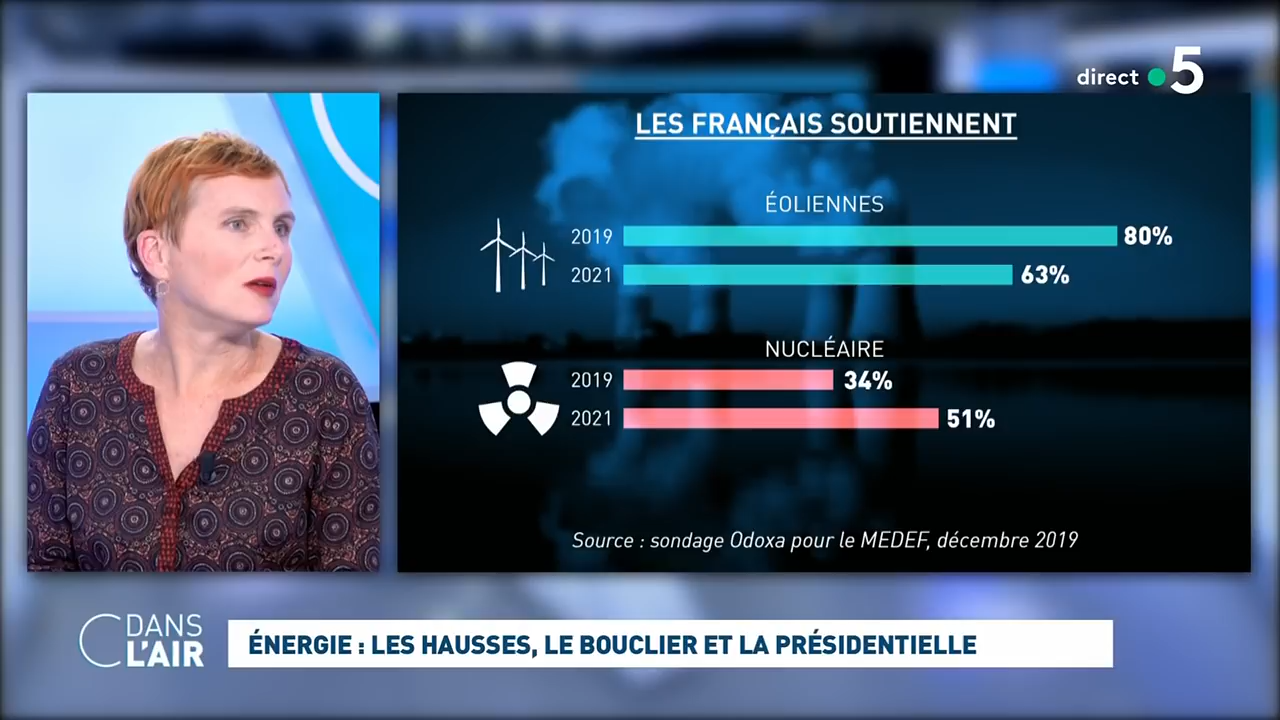 direct 5
LES FRANÇAIS SOUTIENNENT
ÉOLIENNES
2019 80%
2021 63%
NUCLÉAIRE
2019 34%
2021 51%
Source : sondage Odoxa pour le MEDEF, décembre 2019
C DANS
L'AIR
ÉNERGIE : LES HAUSSES, LE BOUCLIER ET LA PRÉSIDENTIELLE